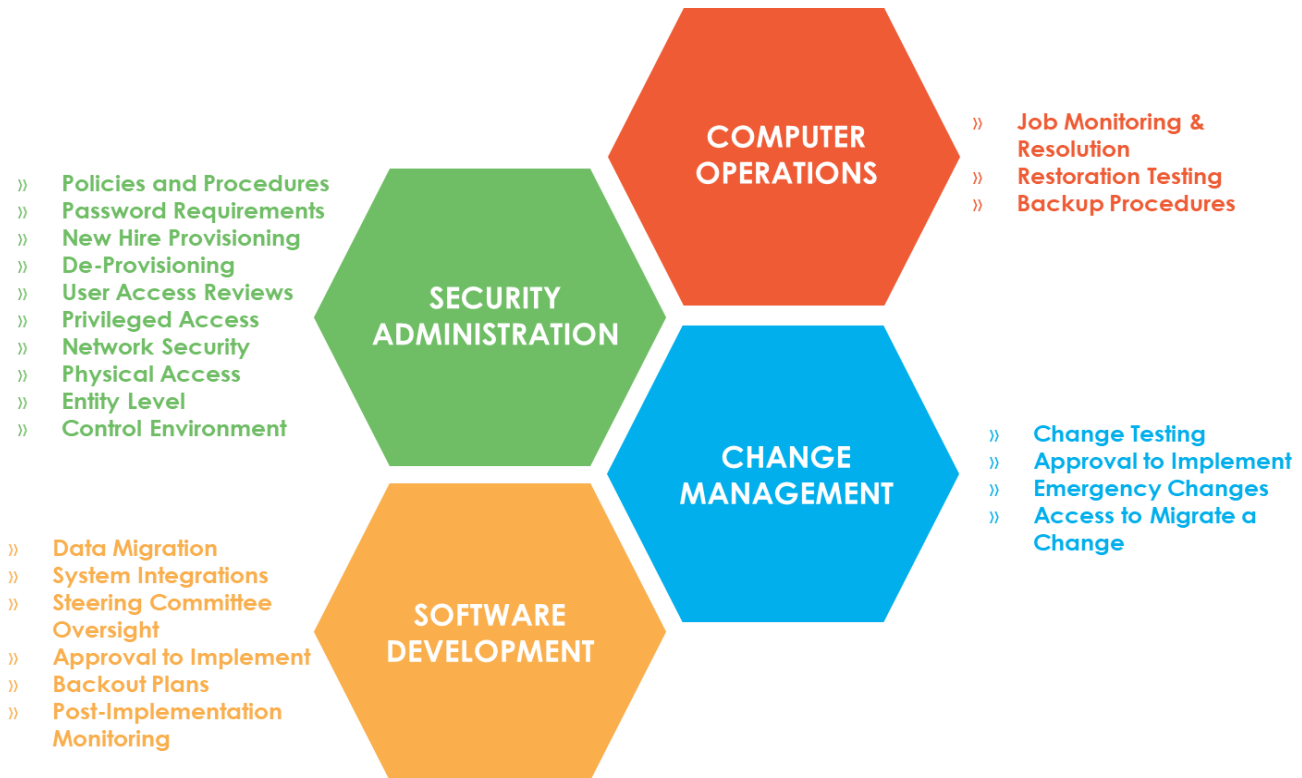 COMPUTER
OPERATIONS
» Job Monitoring &
Resolution
» Restoration Testing
» Backup Procedures
» Policies and Procedures
» Password Requirements
» New Hire Provisioning
» De-Provisioning
» User Access Reviews
» Privileged Access
» Network Security
» Physical Access
» Entity Level
» Control Environment
SECURITY
ADMINISTRATION
CHANGE
MANAGEMENT
» Change Testing
» Approval to Implement
» Emergency Changes
» Access to Migrate a
Change
» Data Migration
» System Integrations
» Steering Committee
Oversight
» Approval to Implement
» Backout Plans
» Post-Implementation
Monitoring
SOFTWARE
DEVELOPMENT